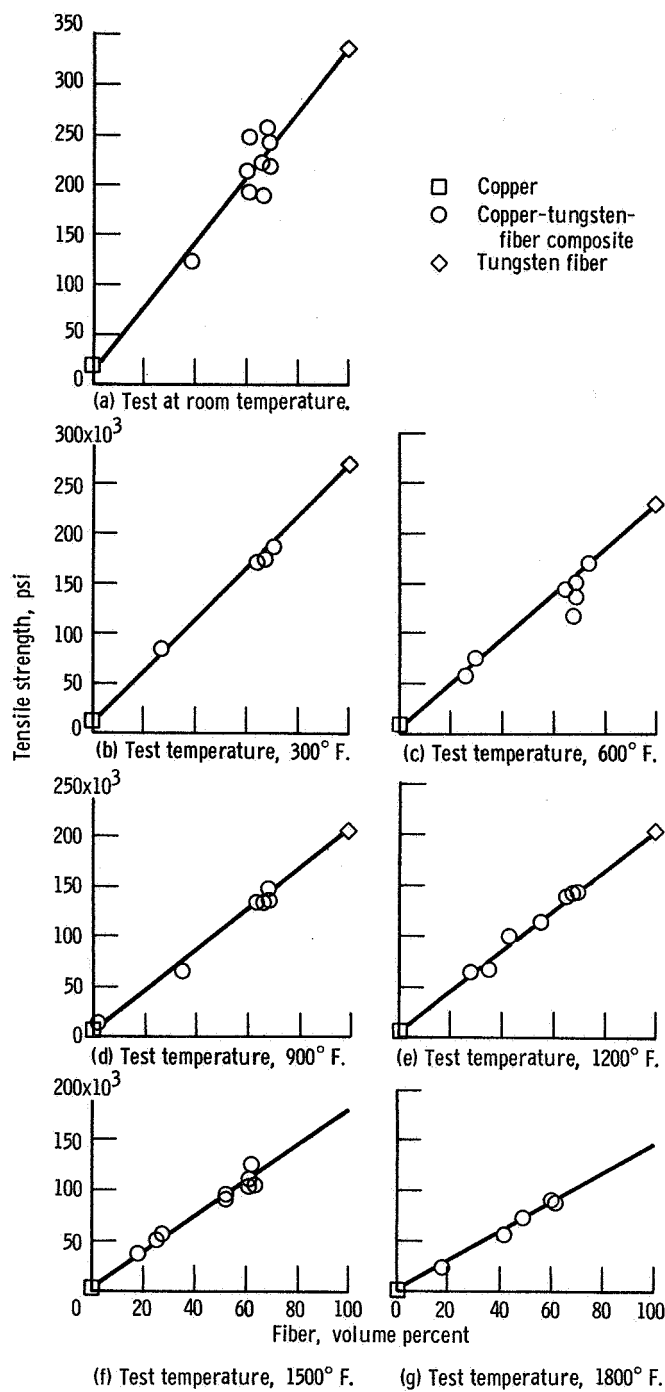 350
300
250
200
150
100
50
0
Copper
Copper-tungsten-
fiber composite
Tungsten fiber
(a) Test at room temperature.
Tensile strength, psi
300x10³
250
200
150
100
50
0
(b) Test temperature, 300° F.
(c) Test temperature, 600° F.
250x10³
200
150
100
50
0
(d) Test temperature, 900° F.
(e) Test temperature, 1200° F.
200x10³
150
100
50
0 20 40 60 80 100
0 20 40 60 80 100
Fiber, volume percent
(f) Test temperature, 1500° F.
(g) Test temperature, 1800° F.